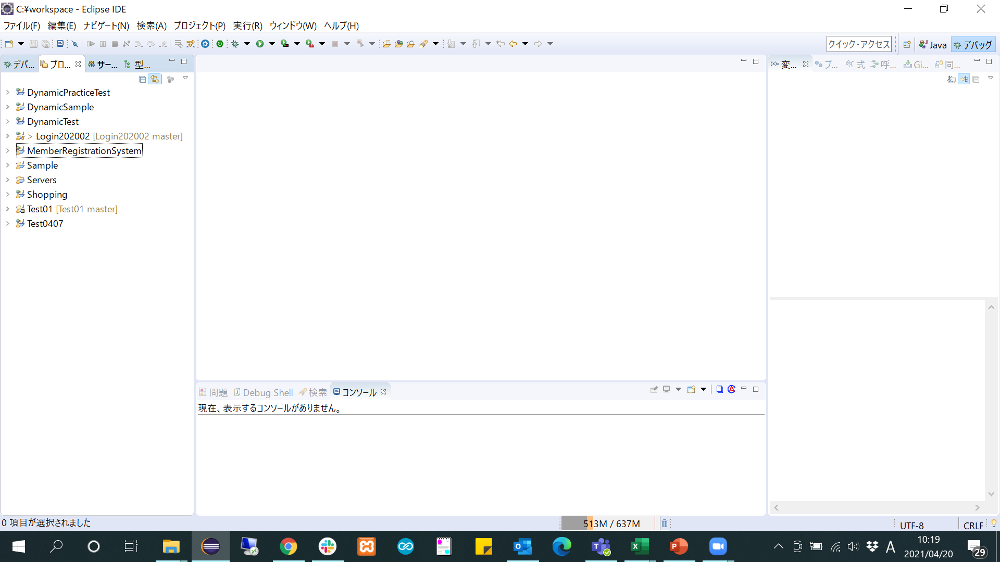 C:¥workspace - Eclipse IDE
ファイル(F) 編集(E) ナビゲート(N) 検索(A) プロジェクト(P) 実行(R) ウィンドウ(W) ヘルプ(H)
クイック・アクセス Java デバッグ
デバ... プロ... サー... 型...
変... ブ... 式 呼... Gi... 同...
DynamicPracticeTest
DynamicSample
DynamicTest
> Login202002 [Login202002 master]
MemberRegistrationSystem
Sample
Servers
Shopping
Test01 [Test01 master]
Test0407
問題 Debug Shell 検索 コンソール
現在、表示するコンソールがありません。
0 項目が選択されました
513M / 637M
UTF-8
CRLF
10:19
2021/04/20
A
29